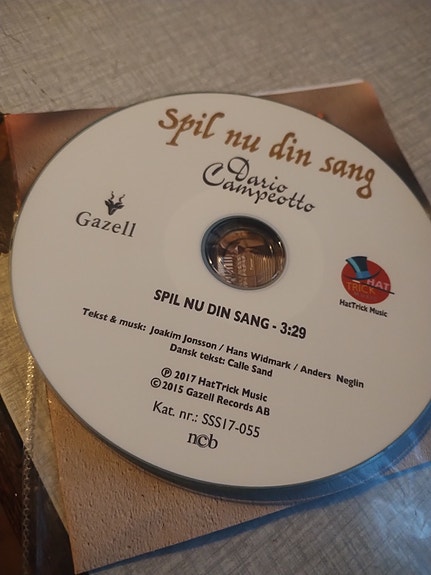 Spil nu din sang
Dario
Campeotto
Gazell
HAT
TRICK
HatTrick Music
SPIL NU DIN SANG - 3:29
Tekst & musk: Joakim Jonsson / Hans Widmark / Anders Neglin
Dansk tekst: Calle Sand
Ⓟ 2017 HatTrick Music
© 2015 Gazell Records AB
Kat. nr.: SSS17-055
ncb